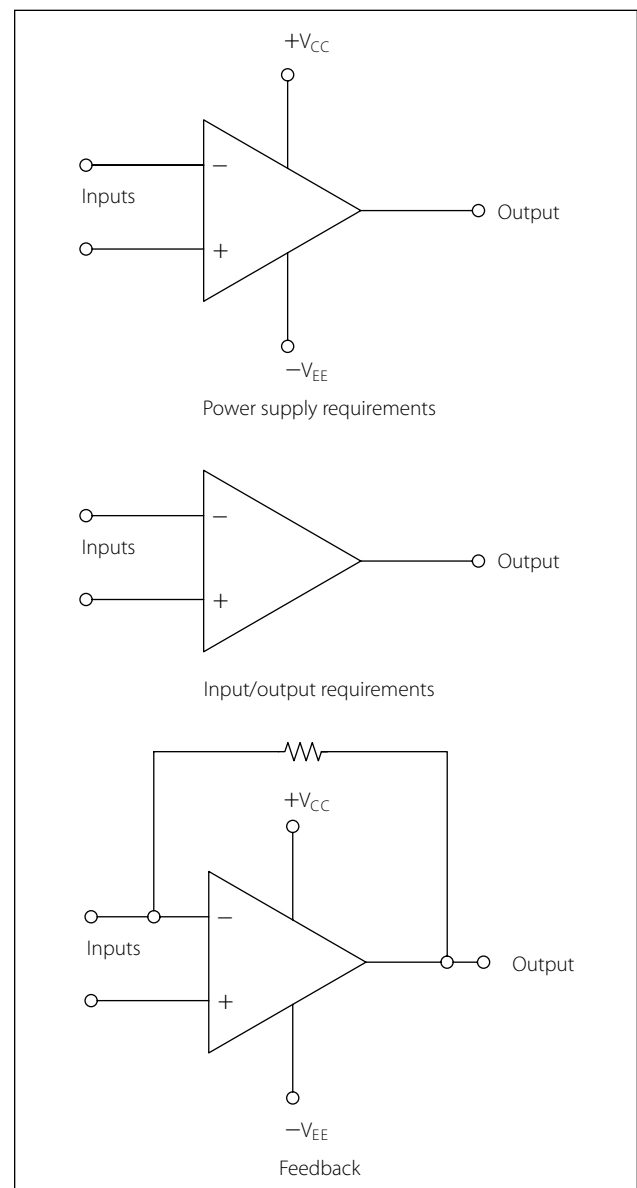 +VCC
−
Inputs
Output
+
−VEE
Power supply requirements
−
Inputs
Output
+
Input/output requirements
+VCC
−
Inputs
Output
+
−VEE
Feedback